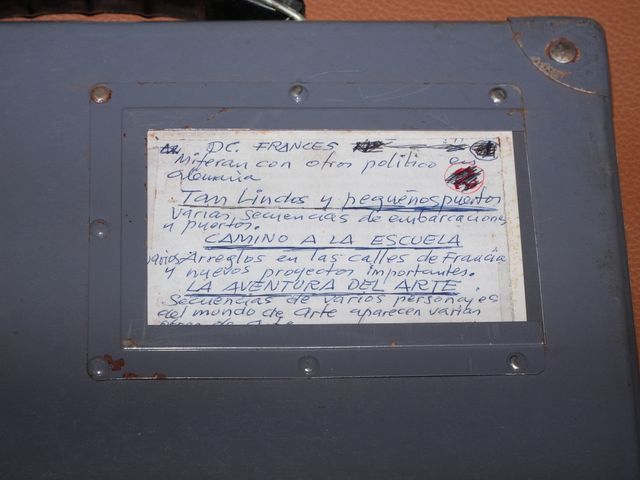 DC. FRANCES
Miteran con otros politico en
alemania
Tan Lindos y pequeños puertos
Varias secuencias de embarcaciones
y puertos.
CAMINO A LA ESCUELA
varios Arreglos en las calles de Francia
y nuevos proyectos importantes.
LA AVENTURA DEL ARTE.
Secuencias de varios personajes
del mundo de arte aparecen varias